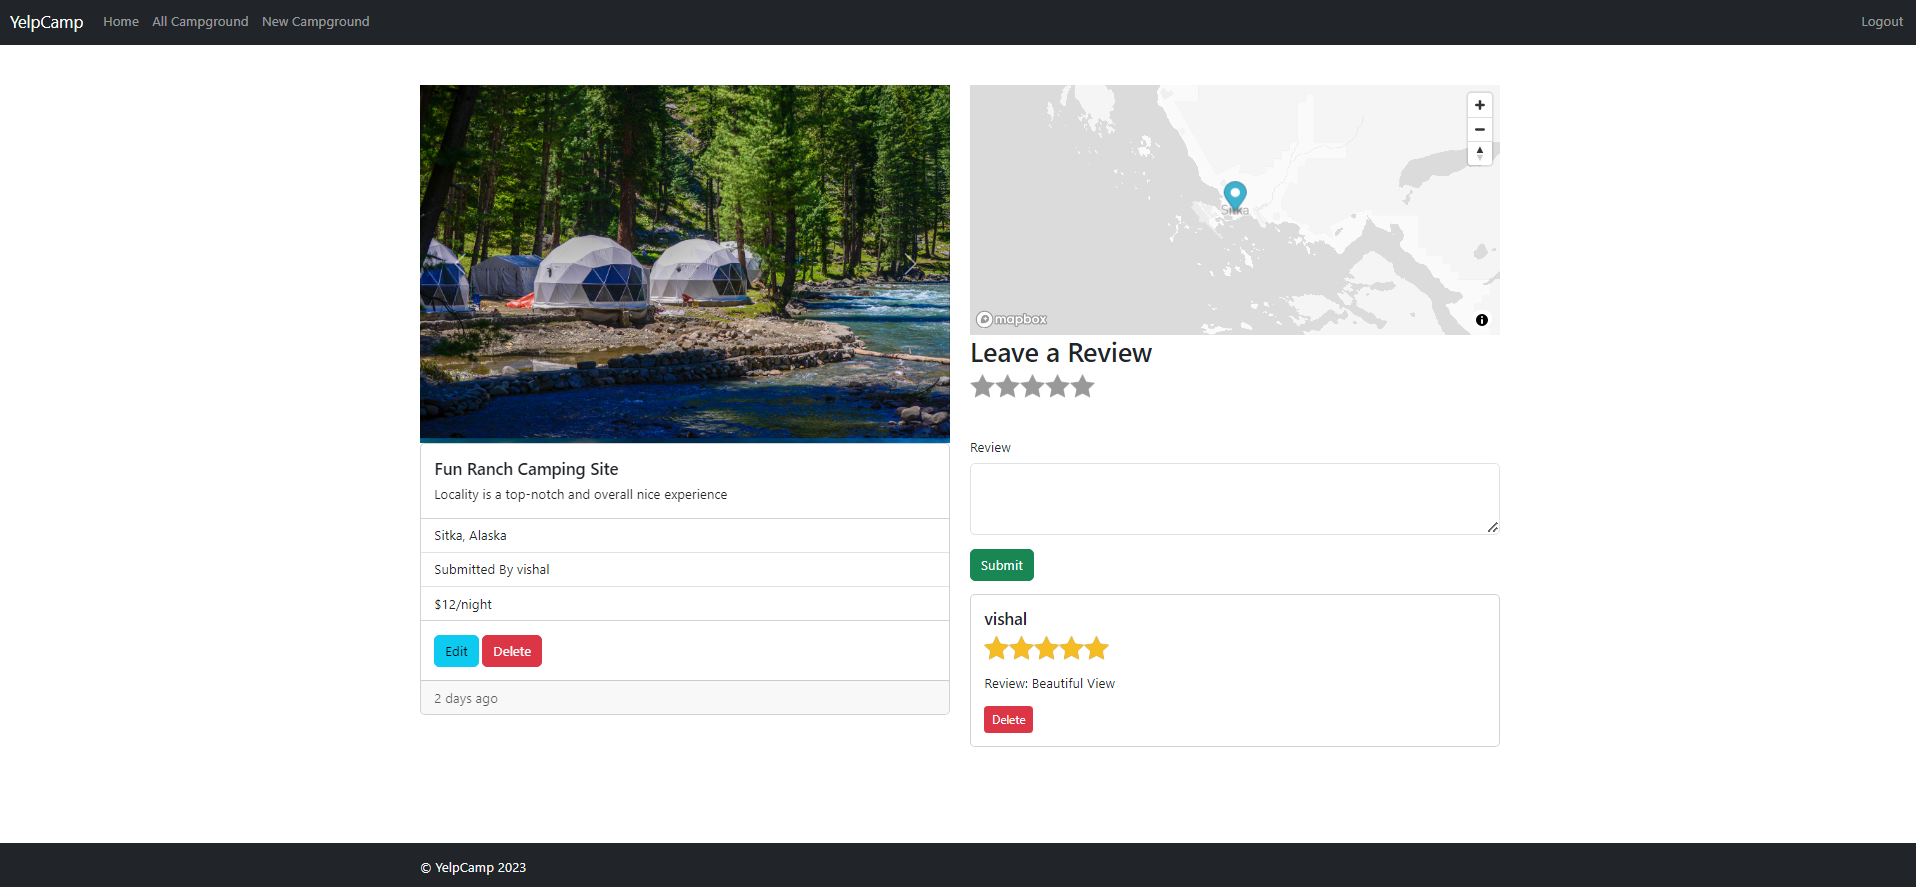 YelpCamp Home All Campground New Campground Logout
Fun Ranch Camping Site
Locality is a top-notch and overall nice experience
Sitka, Alaska
Submitted By vishal
$12/night
Edit Delete
2 days ago
Sitka
mapbox
Leave a Review
Review
Submit
vishal
Review: Beautiful View
Delete
© YelpCamp 2023